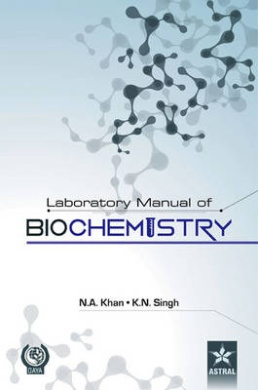 Laboratory Manual of
BIOCHEMISTRY
N.A. Khan • K.N. Singh
DAYA
ASTRAL